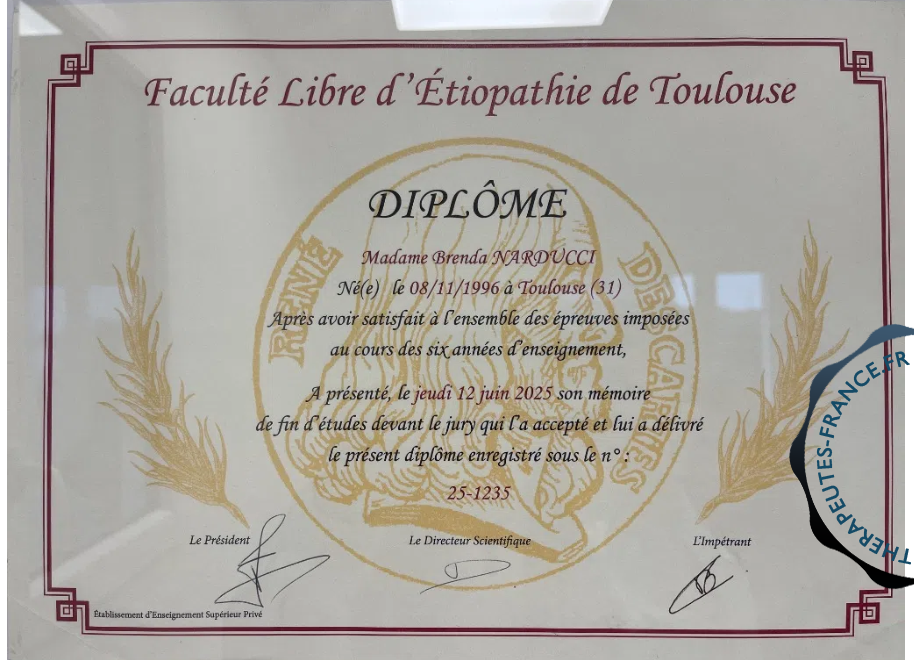 Faculté Libre d'Étiopathie de Toulouse
DIPLÔME
RENÉ DESCARTES
Madame Brenda NARDUCCI
Né(e) le 08/11/1996 à Toulouse (31)
Après avoir satisfait à l'ensemble des épreuves imposées
au cours des six années d'enseignement,
A présenté, le jeudi 12 juin 2025 son mémoire
de fin d'études devant le jury qui l'a accepté et lui a délivré
le présent diplôme enregistré sous le n° :
25-1235
Le Président
Le Directeur Scientifique
L'Impétrant
Établissement d'Enseignement Supérieur Privé
THERAPEUTES-FRANCE.FR